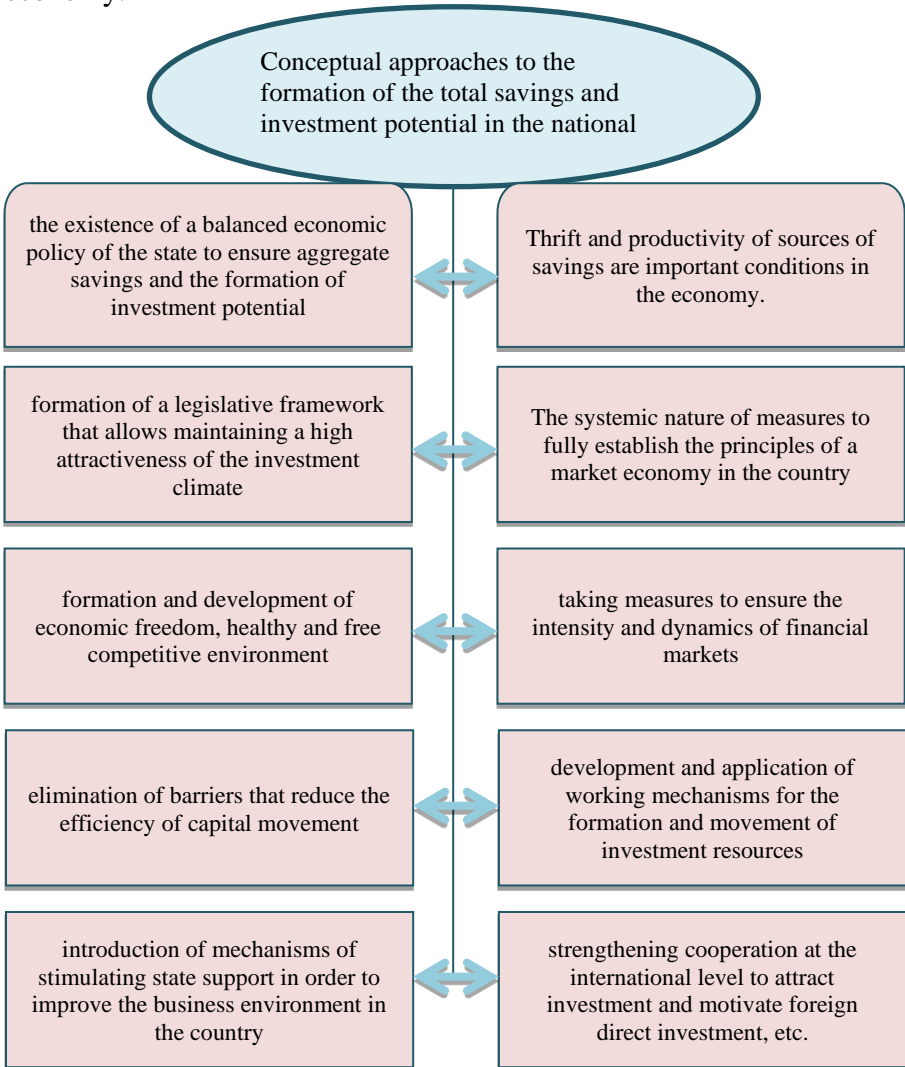 Conceptual approaches to the
formation of the total savings and
investment potential in the national
the existence of a balanced economic
policy of the state to ensure aggregate
savings and the formation of
investment potential
Thrift and productivity of sources of
savings are important conditions in
the economy.
formation of a legislative framework
that allows maintaining a high
attractiveness of the investment
climate
The systemic nature of measures to
fully establish the principles of a
market economy in the country
formation and development of
economic freedom, healthy and free
competitive environment
taking measures to ensure the
intensity and dynamics of financial
markets
elimination of barriers that reduce the
efficiency of capital movement
development and application of
working mechanisms for the
formation and movement of
investment resources
introduction of mechanisms of
stimulating state support in order to
improve the business environment in
the country
strengthening cooperation at the
international level to attract
investment and motivate foreign
direct investment, etc.